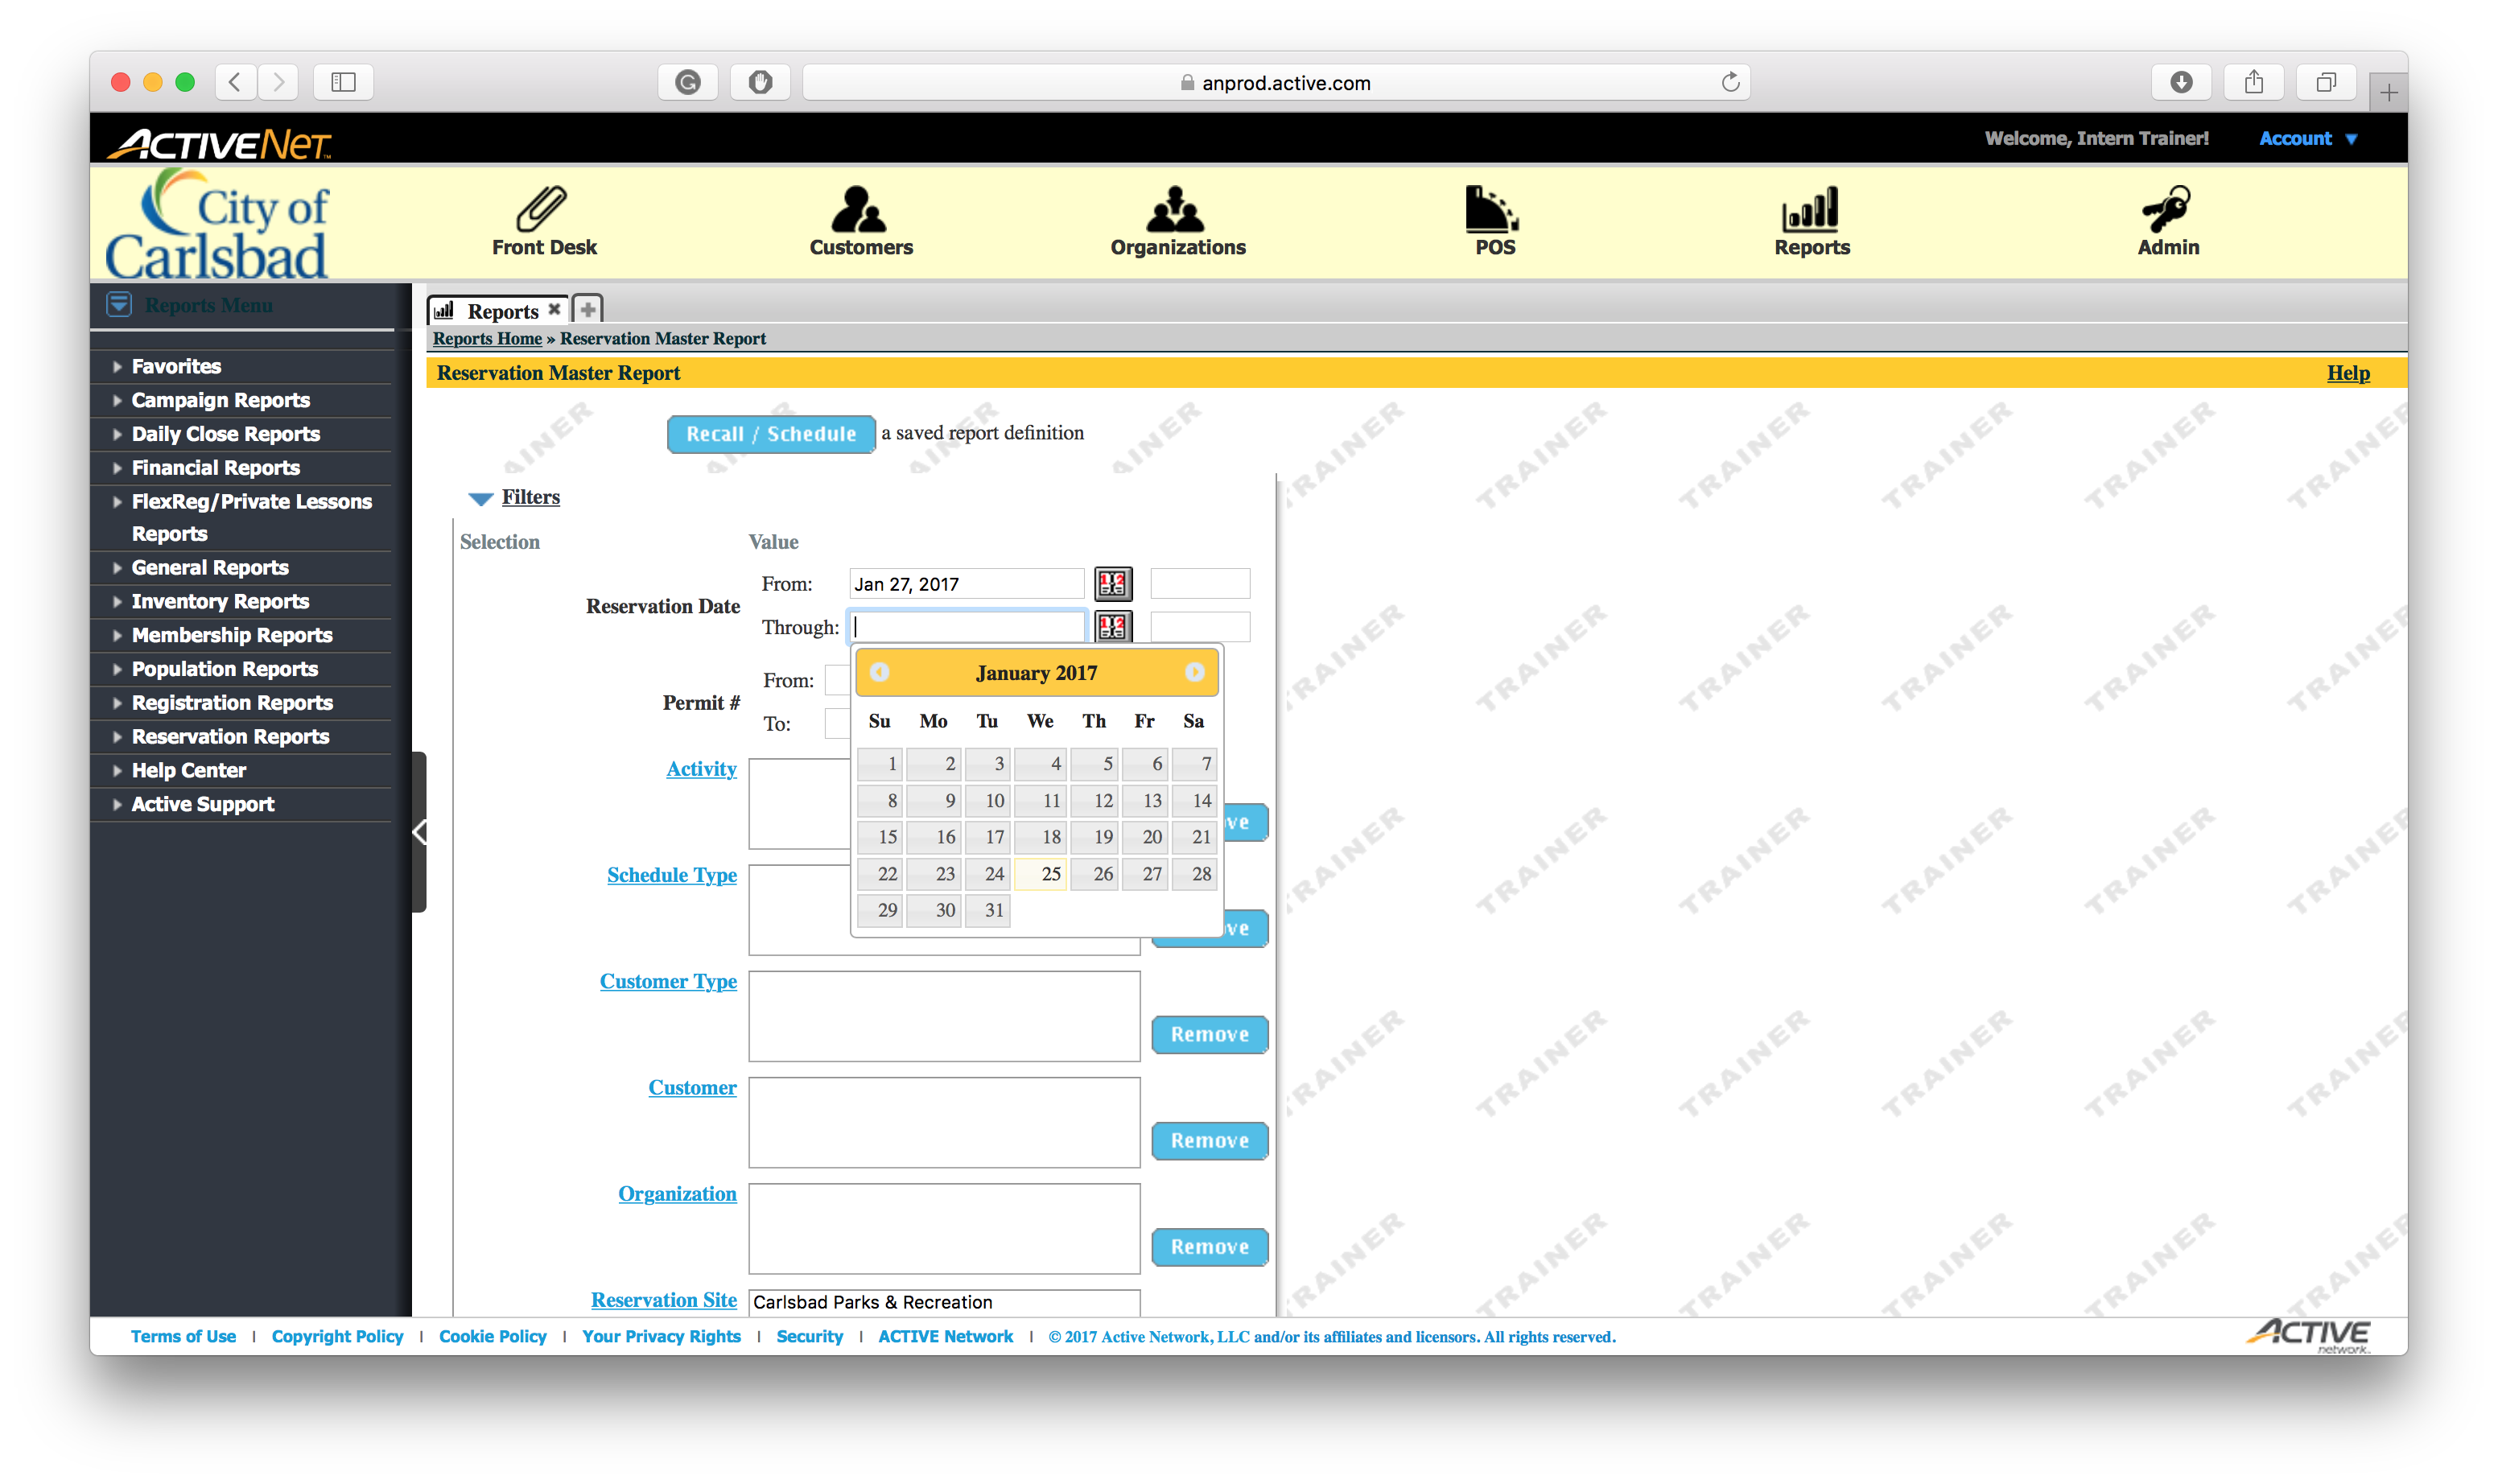 anprod.active.com
ACTIVENET
Welcome, Intern Trainer!
Account
City of
Carlsbad
Front Desk
Customers
Organizations
POS
Reports
Admin
Reports Menu
Favorites
Campaign Reports
Daily Close Reports
Financial Reports
FlexReg/Private Lessons
Reports
General Reports
Inventory Reports
Membership Reports
Population Reports
Registration Reports
Reservation Reports
Help Center
Active Support
Reports
Reports Home » Reservation Master Report
Reservation Master Report
Help
Recall / Schedule a saved report definition
Filters
Selection Value
Reservation Date
From: Jan 27, 2017
Through:
Permit #
From:
To:
January 2017
Su Mo Tu We Th Fr Sa
1 2 3 4 5 6 7
8 9 10 11 12 13 14
15 16 17 18 19 20 21
22 23 24 25 26 27 28
29 30 31
Activity
ve
Schedule Type
ve
Customer Type
Remove
Customer
Remove
Organization
Remove
Reservation Site
Carlsbad Parks & Recreation
TRAINER
Terms of Use | Copyright Policy | Cookie Policy | Your Privacy Rights | Security | ACTIVE Network | © 2017 Active Network, LLC and/or its affiliates and licensors. All rights reserved.
ACTIVE
network.